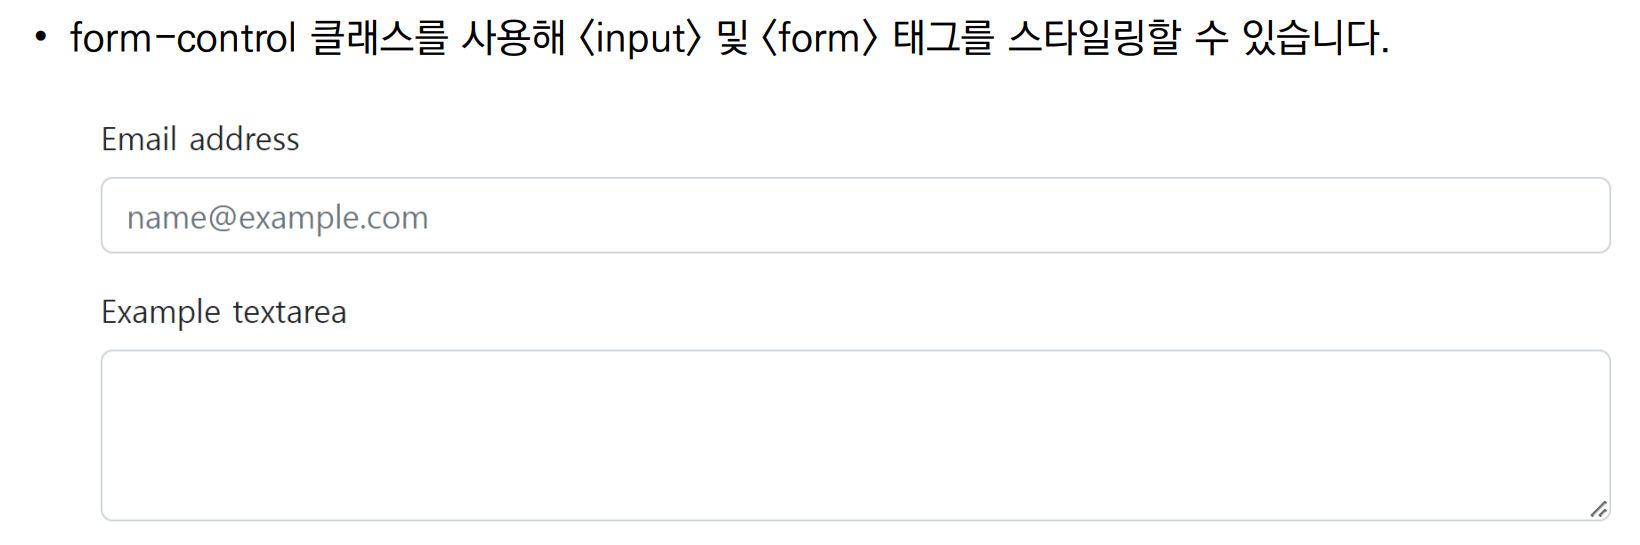 • form-control 클래스를 사용해 <input> 및 <form> 태그를 스타일링할 수 있습니다.
Email address
name@example.com
Example textarea